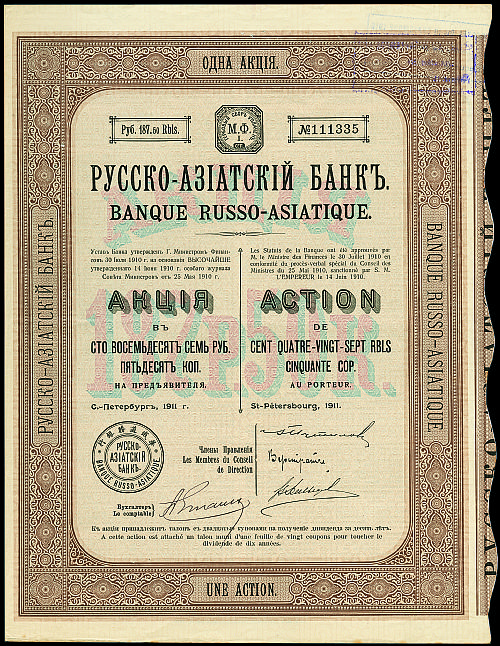 ОДНА АКЦІЯ.
Руб. 187.50 Rbls.
М.Ф.
1.
№111335
РУССКО-АЗІАТСКІЙ БАНКЪ.
BANQUE RUSSO-ASIATIQUE.
Уставъ Банка утвержденъ Г. Министромъ Финан-
совъ 30 Іюля 1910 г. на основаніи ВЫСОЧАЙШЕ
утвержденнаго 14 Іюня 1910 г. особаго журнала
Совѣта Министровъ отъ 25 Мая 1910 г.
Les Statuts de la Banque ont été approuvés par
M. le Ministre des Finances le 30 Juillet 1910 en
conformité du procès-verbal spécial du Conseil des
Ministres du 25 Mai 1910, sanctionné par S. M.
L'EMPEREUR le 14 Juin 1910.
АКЦІЯ
ВЪ
СТО ВОСЕМЬДЕСЯТЪ СЕМЬ РУБ.
ПЯТЬДЕСЯТЪ КОП.
НА ПРЕДЪЯВИТЕЛЯ.
С.-Петербургъ, 1911 г.
ACTION
DE
CENT QUATRE-VINGT-SEPT RBLS
CINQUANTE COP.
AU PORTEUR.
St-Pétersbourg, 1911.
РУССКО-
АЗІАТСКІЙ
БАНКЪ.
BANQUE RUSSO-ASIATIQUE
Члены Правленія
Les Membres du Conseil
de Direction
Бухгалтеръ
Le comptable
Къ акціи принадлежитъ талонъ съ двадцатью купонами на полученіе дивиденда за десять лѣтъ.
A cette action est attaché un talon muni d'une feuille de vingt coupons pour toucher le
dividende de dix années.
UNE ACTION.
РУССКО-АЗІАТСКІЙ БАНКЪ
BANQUE RUSSO-ASIATIQUE